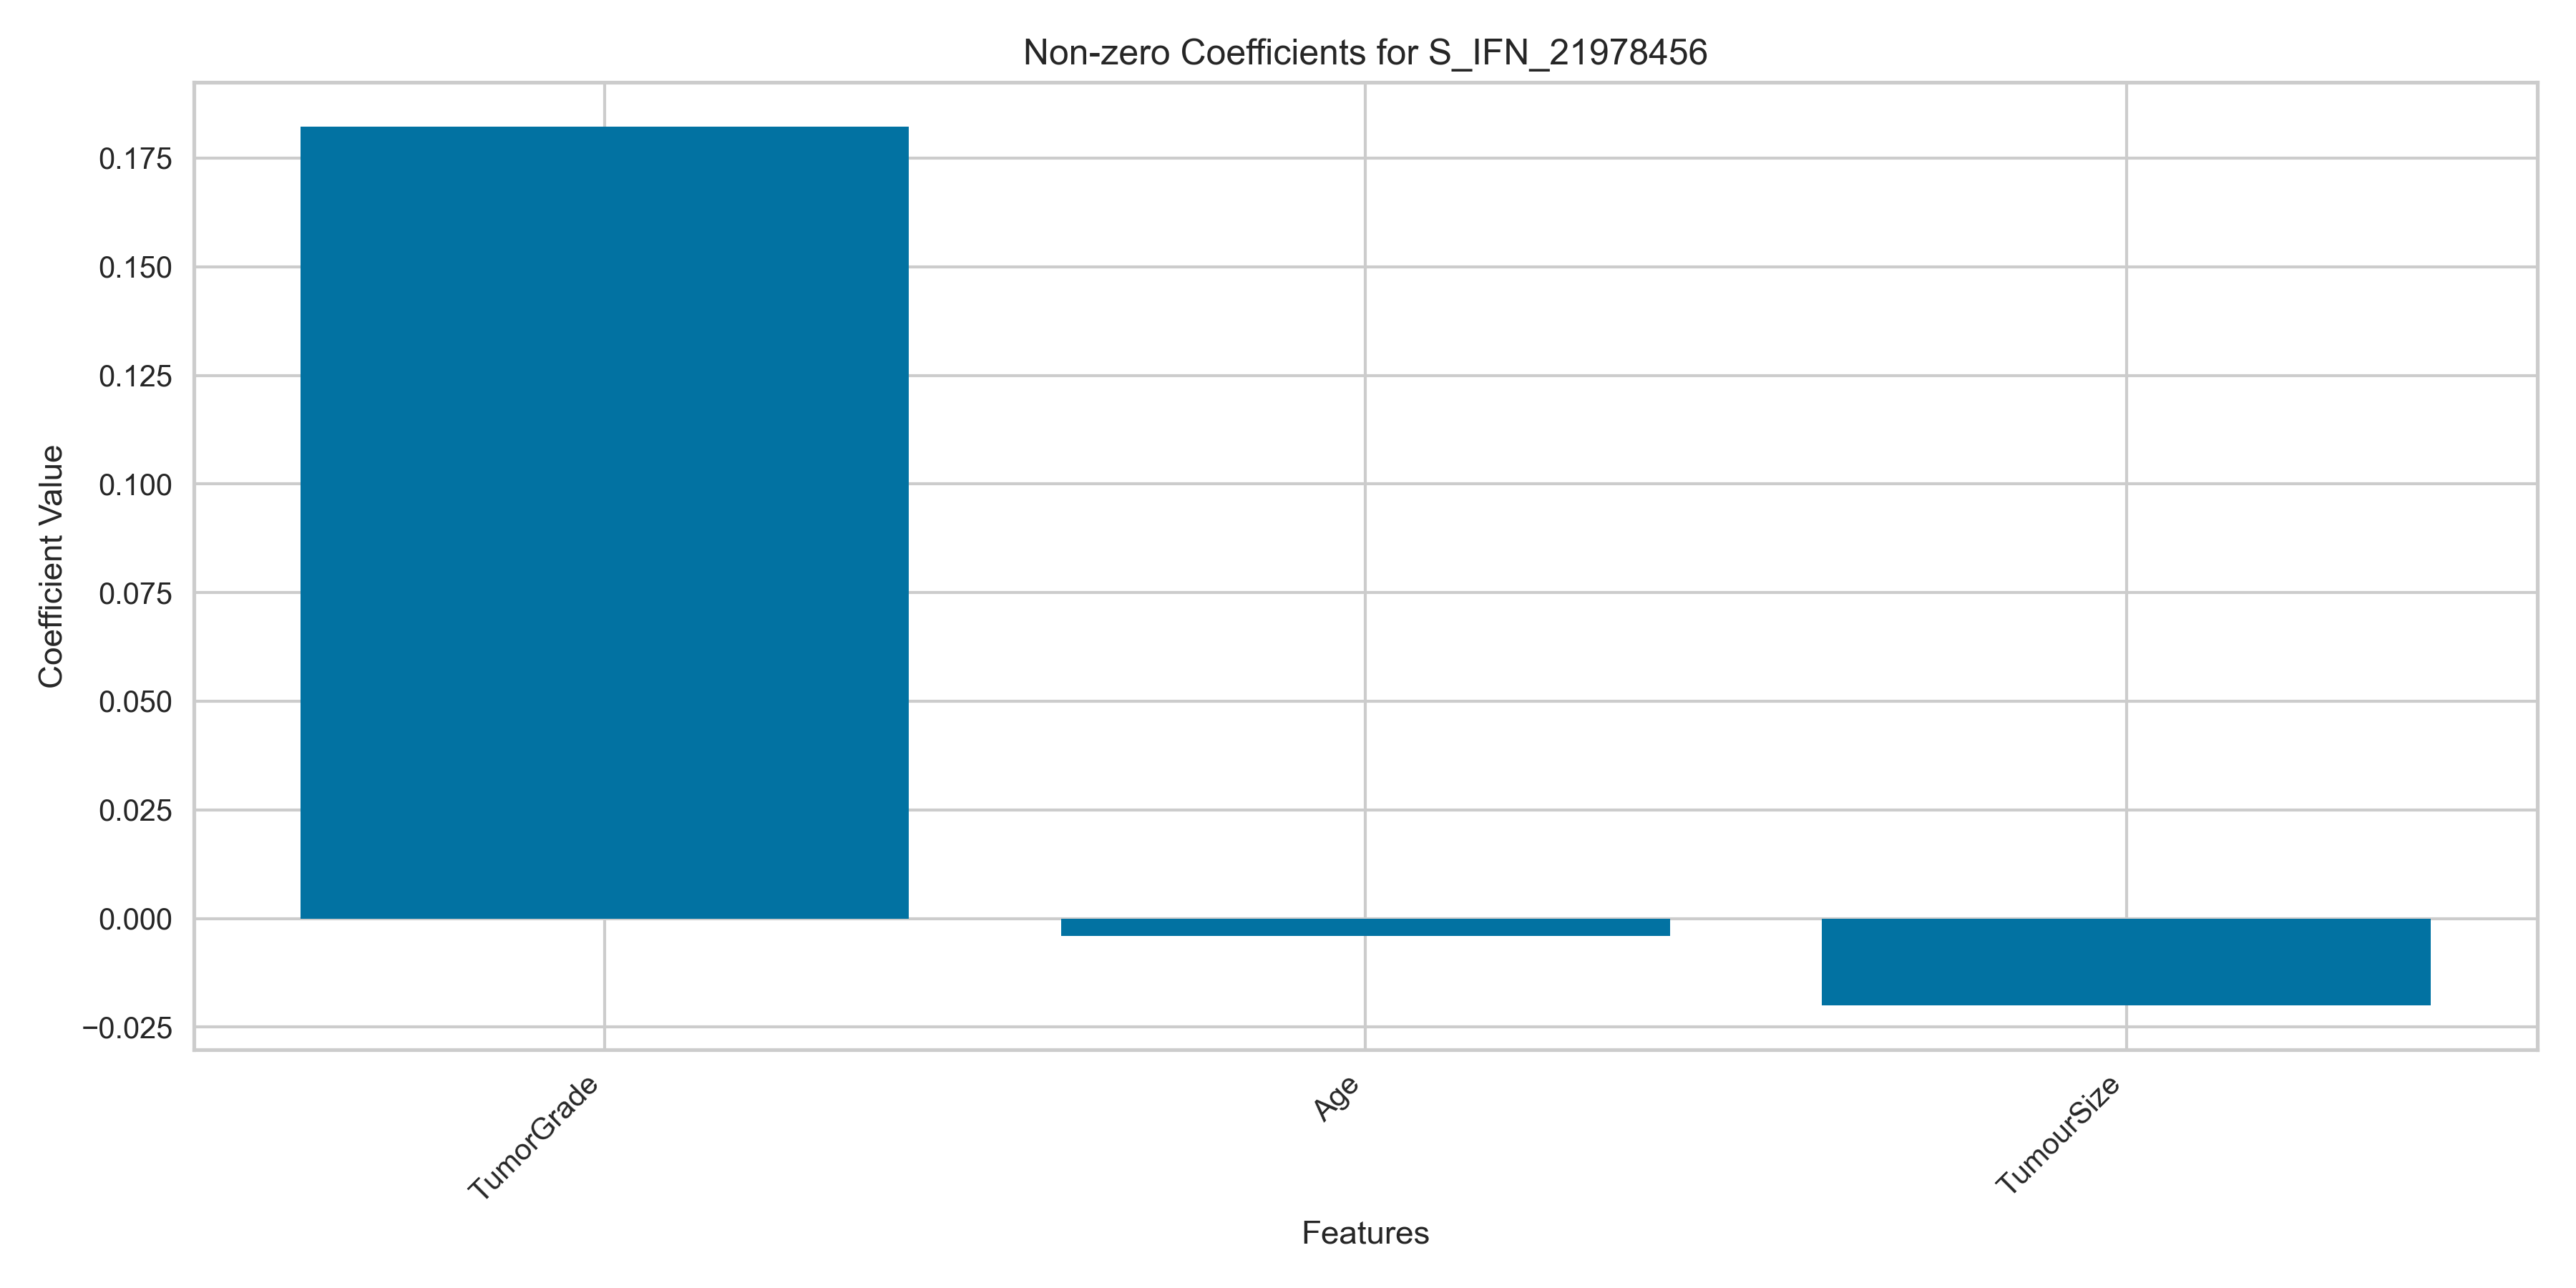 Non-zero Coefficients for S_IFN_21978456
Coefficient Value
0.175
0.150
0.125
0.100
0.075
0.050
0.025
0.000
−0.025
TumorGrade
Age
TumourSize
Features